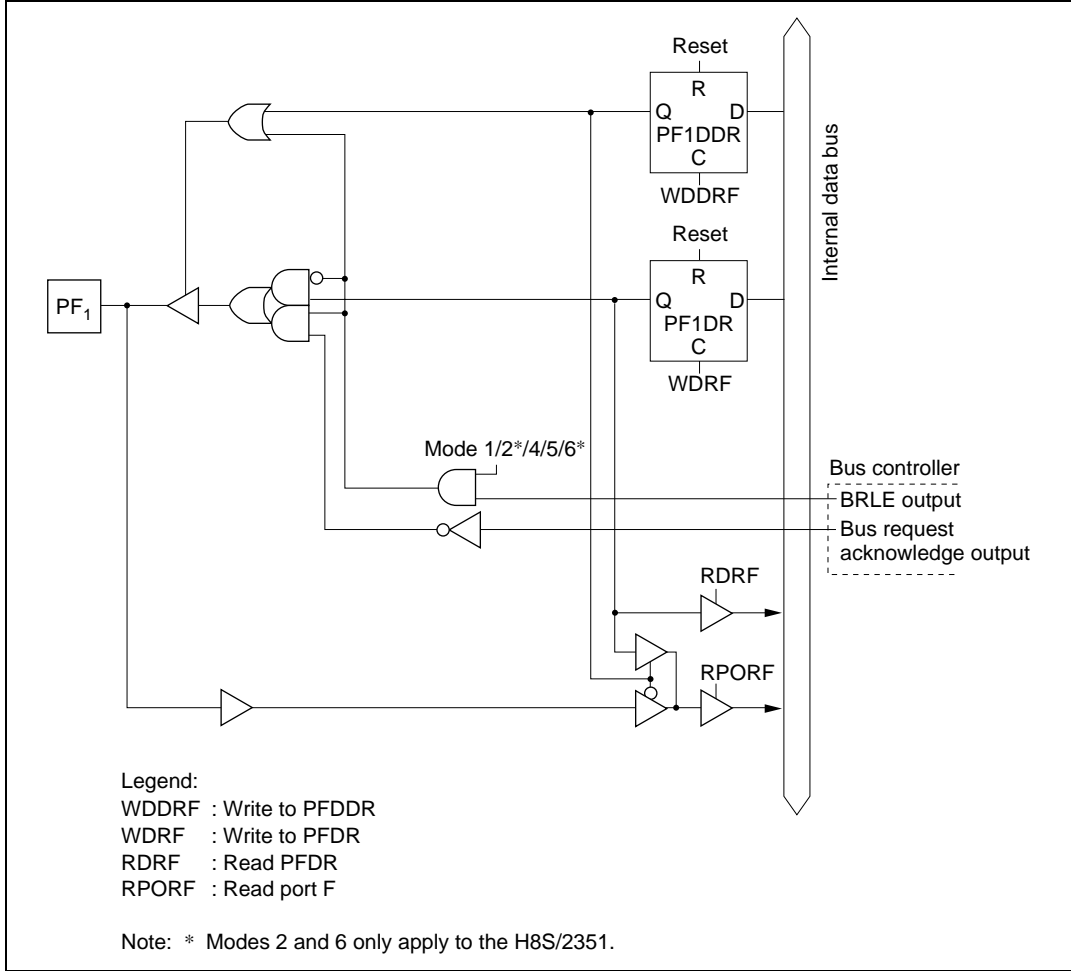 Reset
R
Q D
PF1DDR
C
WDDRF
Internal data bus
Reset
R
Q D
PF1DR
C
WDRF
PF1
Mode 1/2*/4/5/6*
Bus controller
BRLE output
Bus request
acknowledge output
RDRF
RPORF
Legend:
WDDRF : Write to PFDDR
WDRF : Write to PFDR
RDRF : Read PFDR
RPORF : Read port F
Note: * Modes 2 and 6 only apply to the H8S/2351.